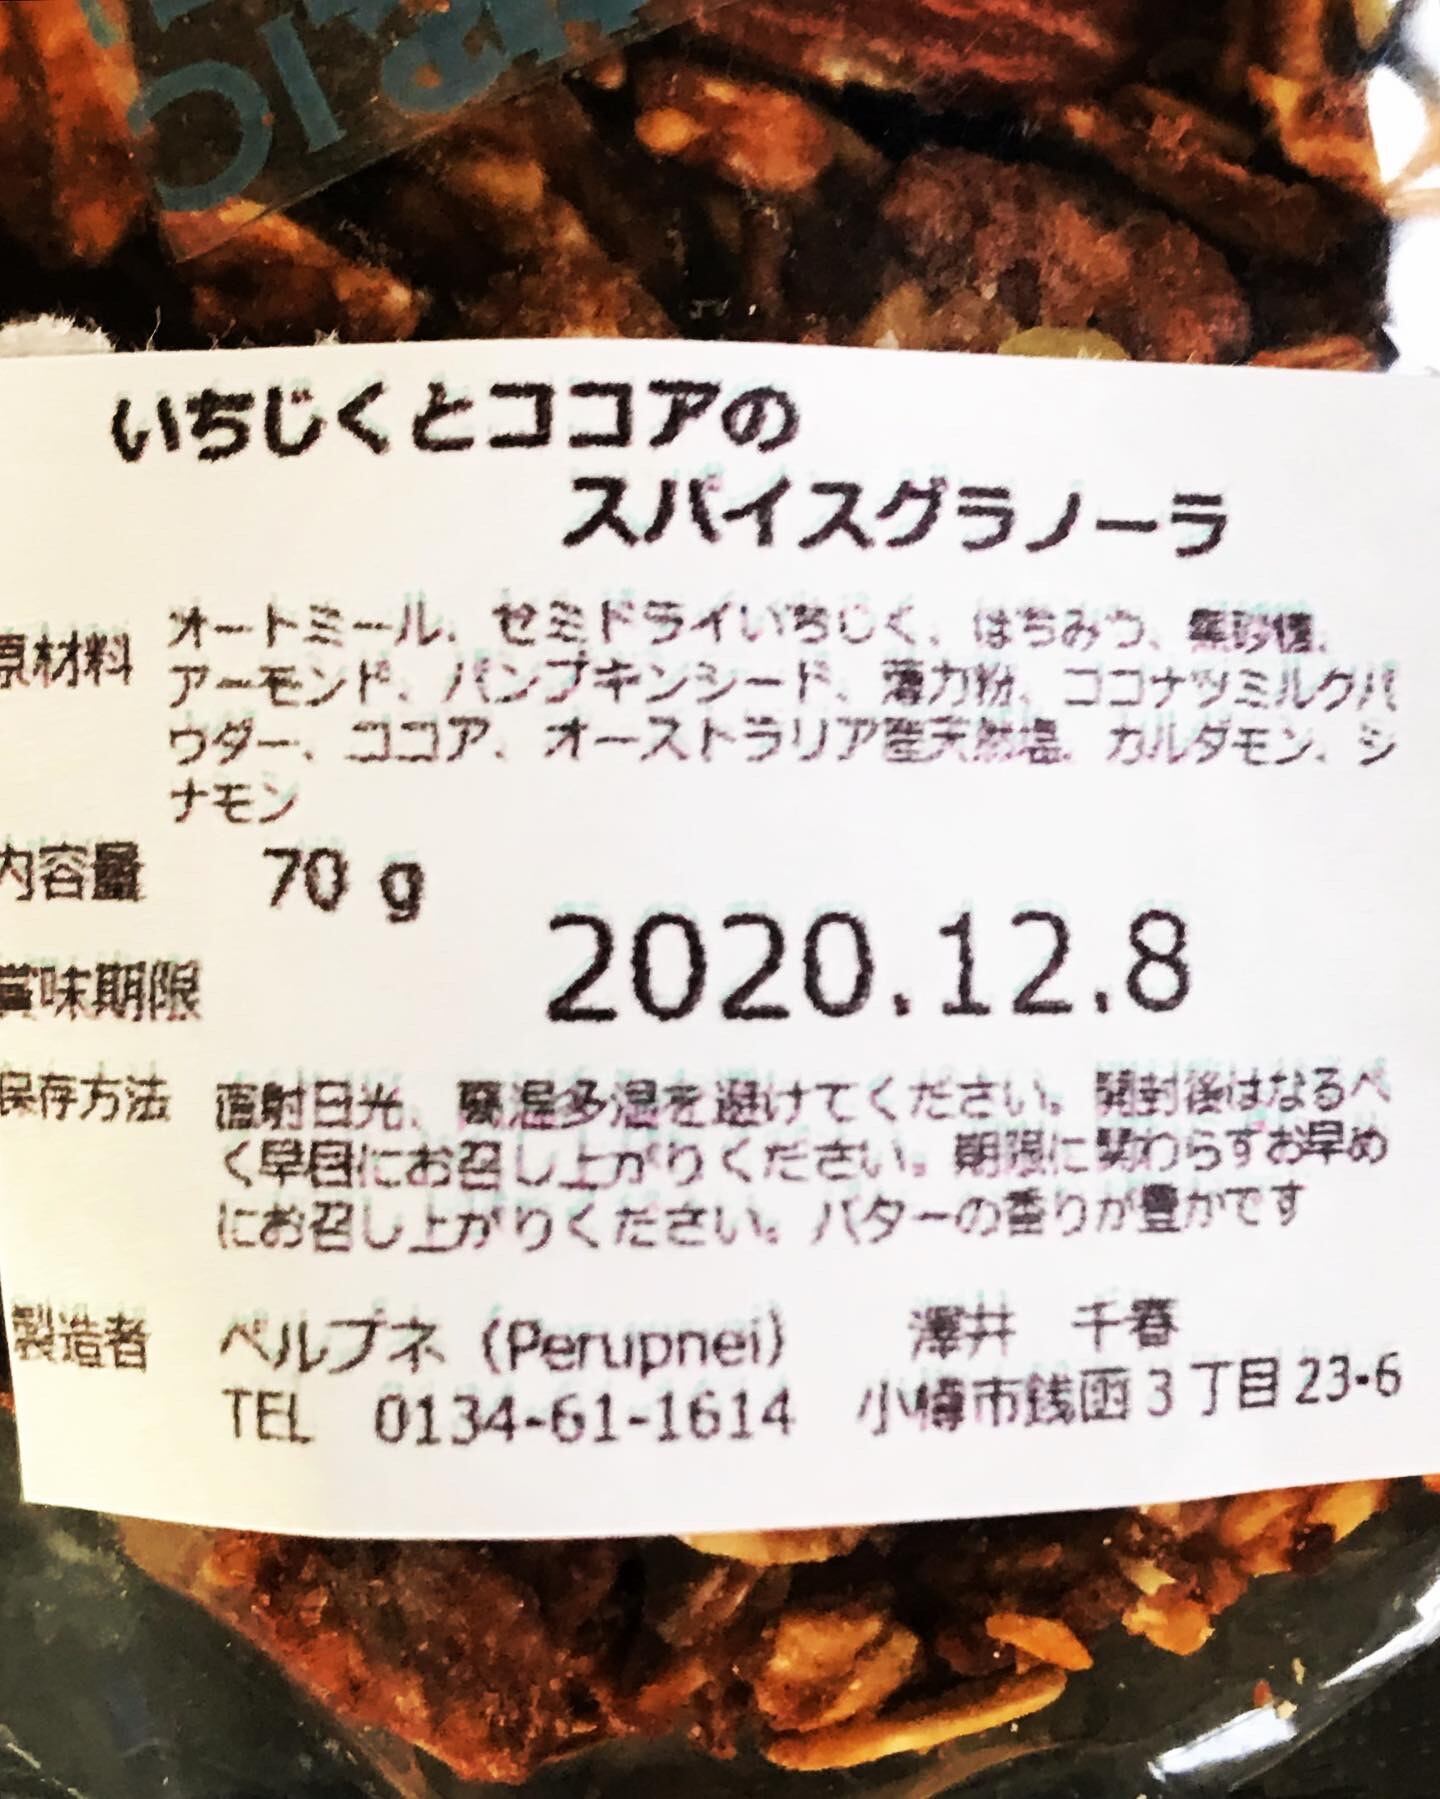 いちじくとココアの
スパイスグラノーラ
原材料 オートミール、セミドライいちじく、はちみつ、黒砂糖、
アーモンド、パンプキンシード、薄力粉、ココナツミルクパ
ウダー、ココア、オーストラリア産天然塩、カルダモン、シ
ナモン
内容量 70 g
賞味期限 2020.12.8
保存方法 直射日光、高温多湿を避けてください。開封後はなるべ
く早目にお召し上がりください。期限に関わらずお早め
にお召し上がりください。バターの香りが豊かです
製造者 ペルプネ (Perupnei) 澤井 千春
TEL 0134-61-1614 小樽市銭函3丁目23-6